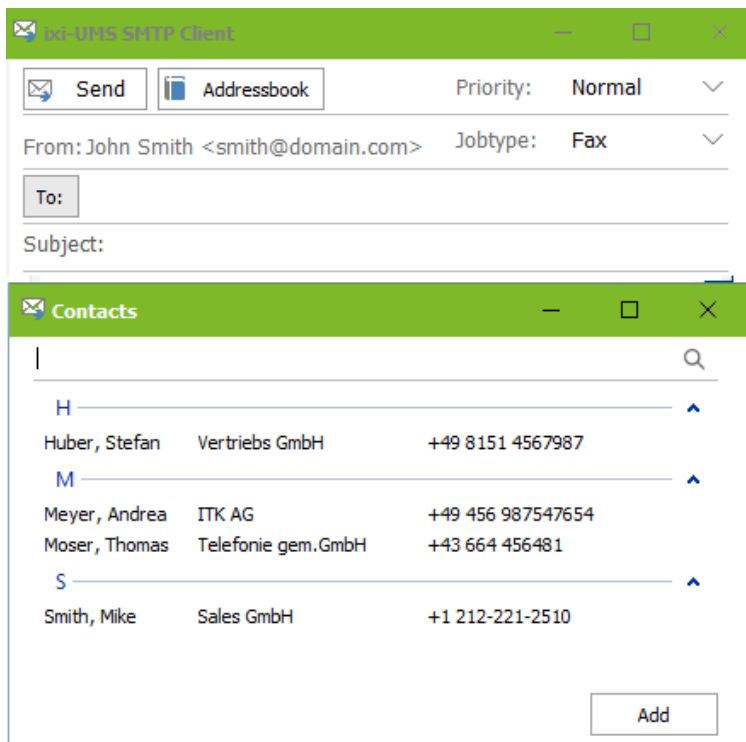 ixi-UMS SMTP Client
Send Addressbook Priority: Normal
From: John Smith <smith@domain.com> Jobtype: Fax
To:
Subject:
Contacts
H
Huber, Stefan Vertriebs GmbH +49 8151 4567987
M
Meyer, Andrea ITK AG +49 456 987547654
Moser, Thomas Telefonie gem.GmbH +43 664 456481
S
Smith, Mike Sales GmbH +1 212-221-2510
Add